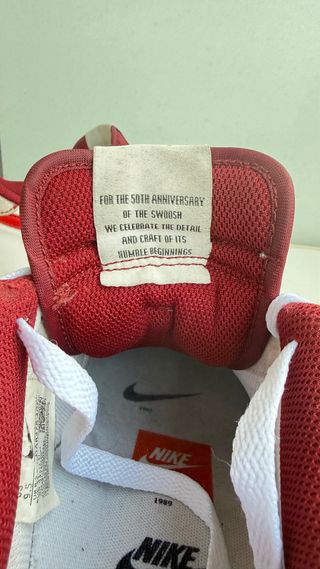 FOR THE 50TH ANNIVERSARY
OF THE SWOOSH
WE CELEBRATE THE DETAIL
AND CRAFT OF ITS
HUMBLE BEGINNINGS
NIKE
1989
NIKE